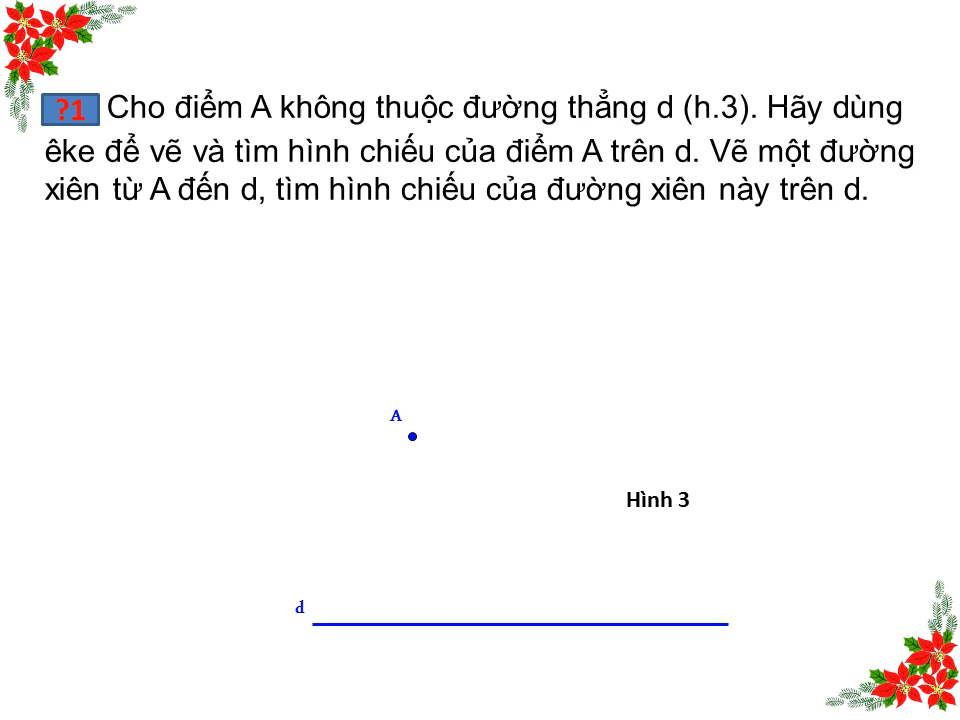 ?1 Cho điểm A không thuộc đường thẳng d (h.3). Hãy dùng
êke để vẽ và tìm hình chiếu của điểm A trên d. Vẽ một đường
xiên từ A đến d, tìm hình chiếu của đường xiên này trên d.
A
Hình 3
d